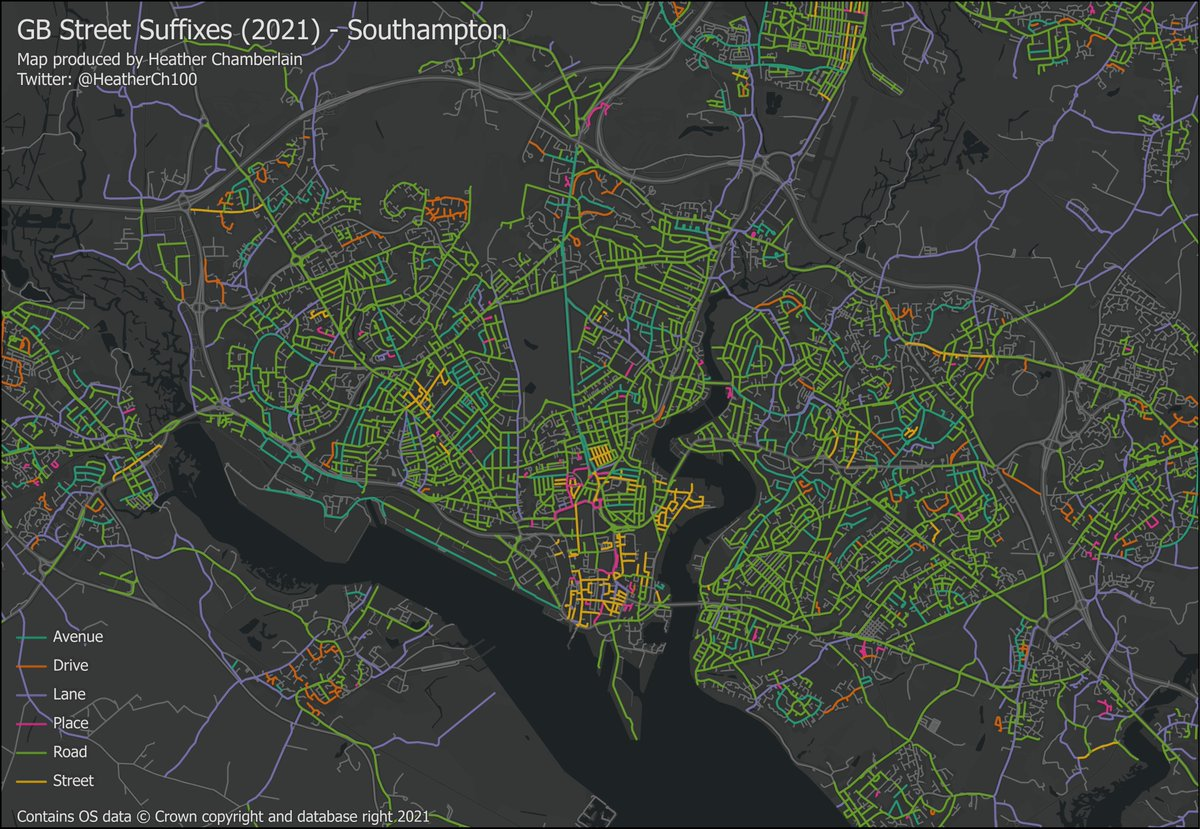 GB Street Suffixes (2021) - Southampton
Map produced by Heather Chamberlain
Twitter: @HeatherCh100
Avenue
Drive
Lane
Place
Road
Street
Contains OS data © Crown copyright and database right 2021